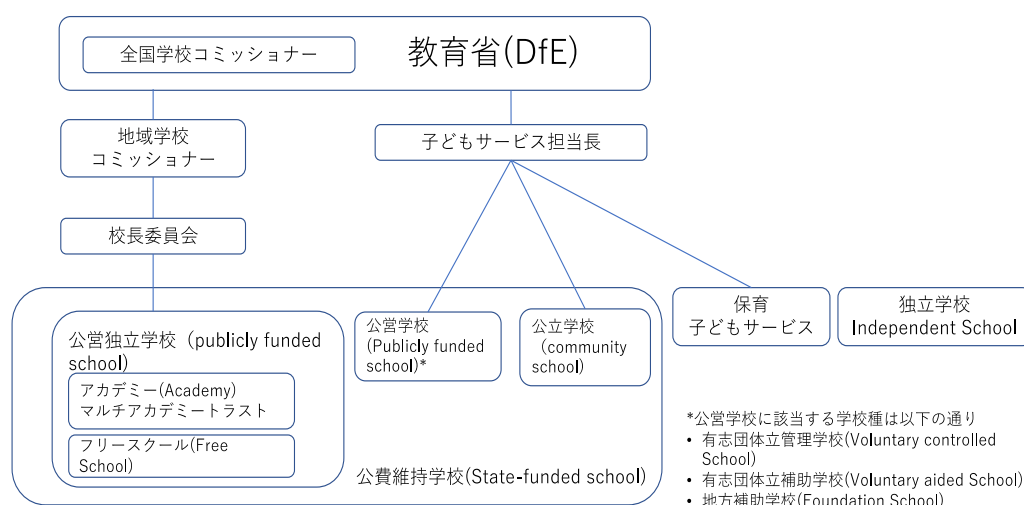 全国学校コミッショナー
教育省(DfE)
地域学校
コミッショナー
子どもサービス担当長
校長委員会
公営独立学校（publicly funded
school)
アカデミー(Academy)
マルチアカデミートラスト
フリースクール(Free
School)
公営学校
(Publicly funded
school)*
公立学校
（community
school)
公費維持学校(State-funded school)
保育
子どもサービス
独立学校
Independent School
*公営学校に該当する学校種は以下の通り
• 有志団体立管理学校(Voluntary controlled
School)
• 有志団体立補助学校(Voluntary aided School)
• 地方補助学校(Foundation School)